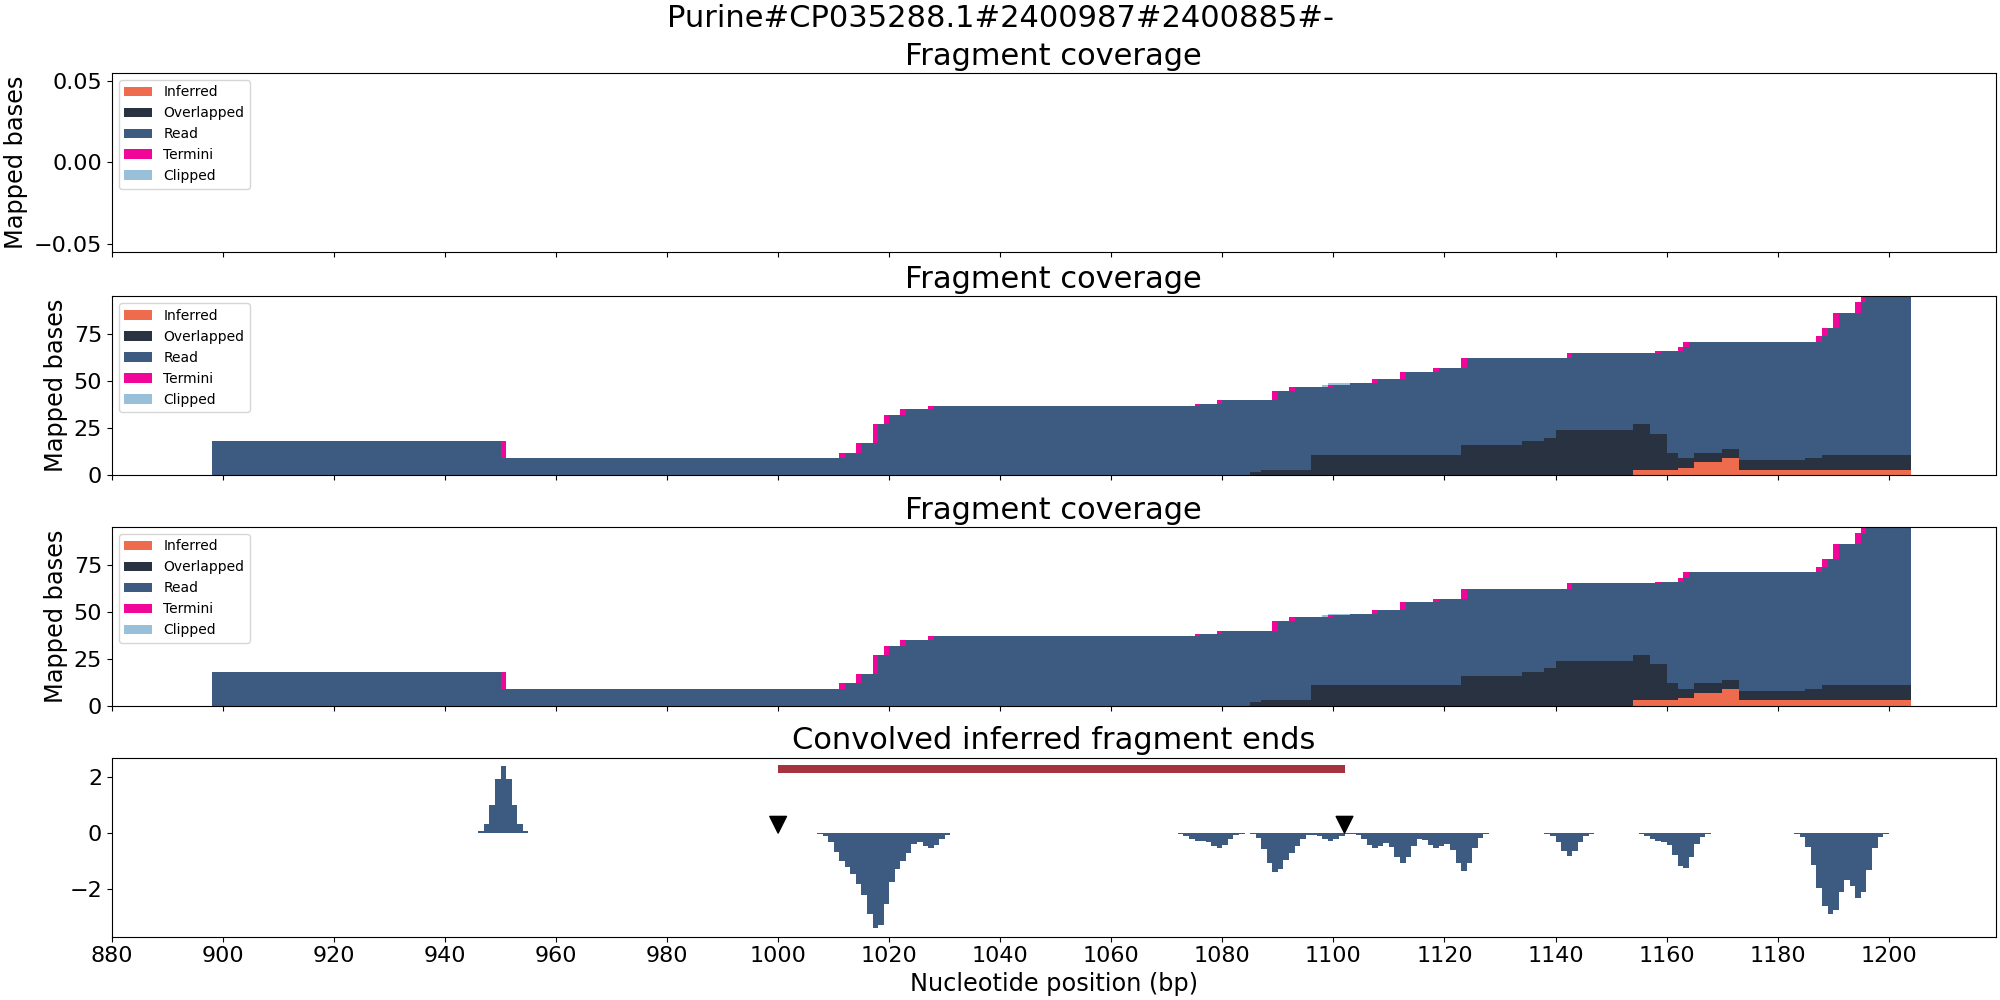 Purine#CP035288.1#2400987#2400885#-
Fragment coverage
Mapped bases
0.05
0.00
−0.05
Inferred
Overlapped
Read
Termini
Clipped
Fragment coverage
Mapped bases
75
50
25
0
Inferred
Overlapped
Read
Termini
Clipped
Fragment coverage
Mapped bases
75
50
25
0
Inferred
Overlapped
Read
Termini
Clipped
Convolved inferred fragment ends
2
0
−2
880 900 920 940 960 980 1000 1020 1040 1060 1080 1100 1120 1140 1160 1180 1200
Nucleotide position (bp)